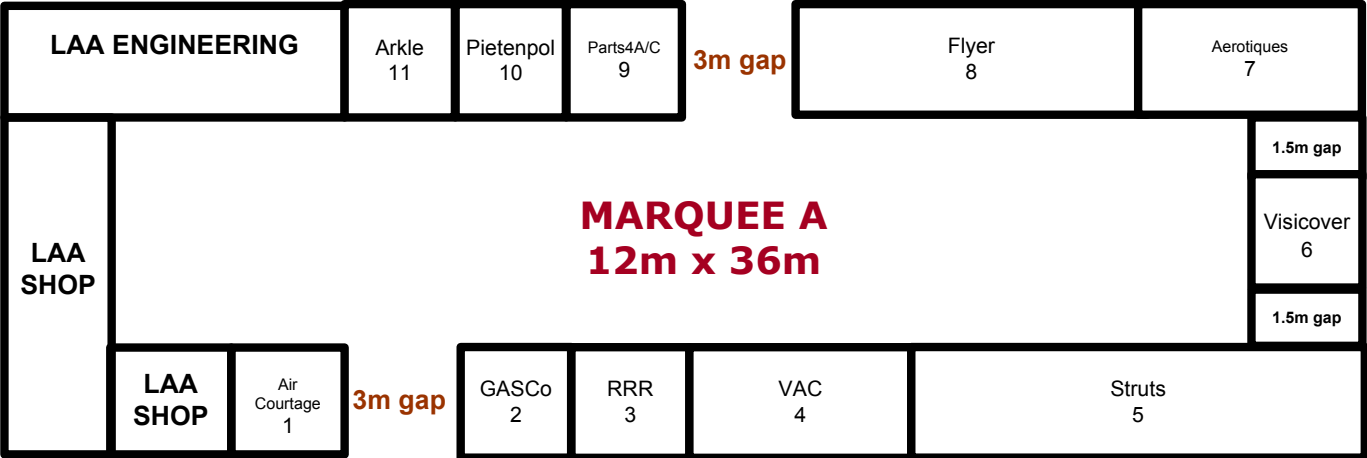 LAA ENGINEERING
Arkle
11
Pietenpol
10
Parts4A/C
9
3m gap
Flyer
8
Aerotiques
7
1.5m gap
Visicover
6
1.5m gap
MARQUEE A
12m x 36m
LAA
SHOP
LAA
SHOP
Air
Courtage
1
3m gap
GASCo
2
RRR
3
VAC
4
Struts
5